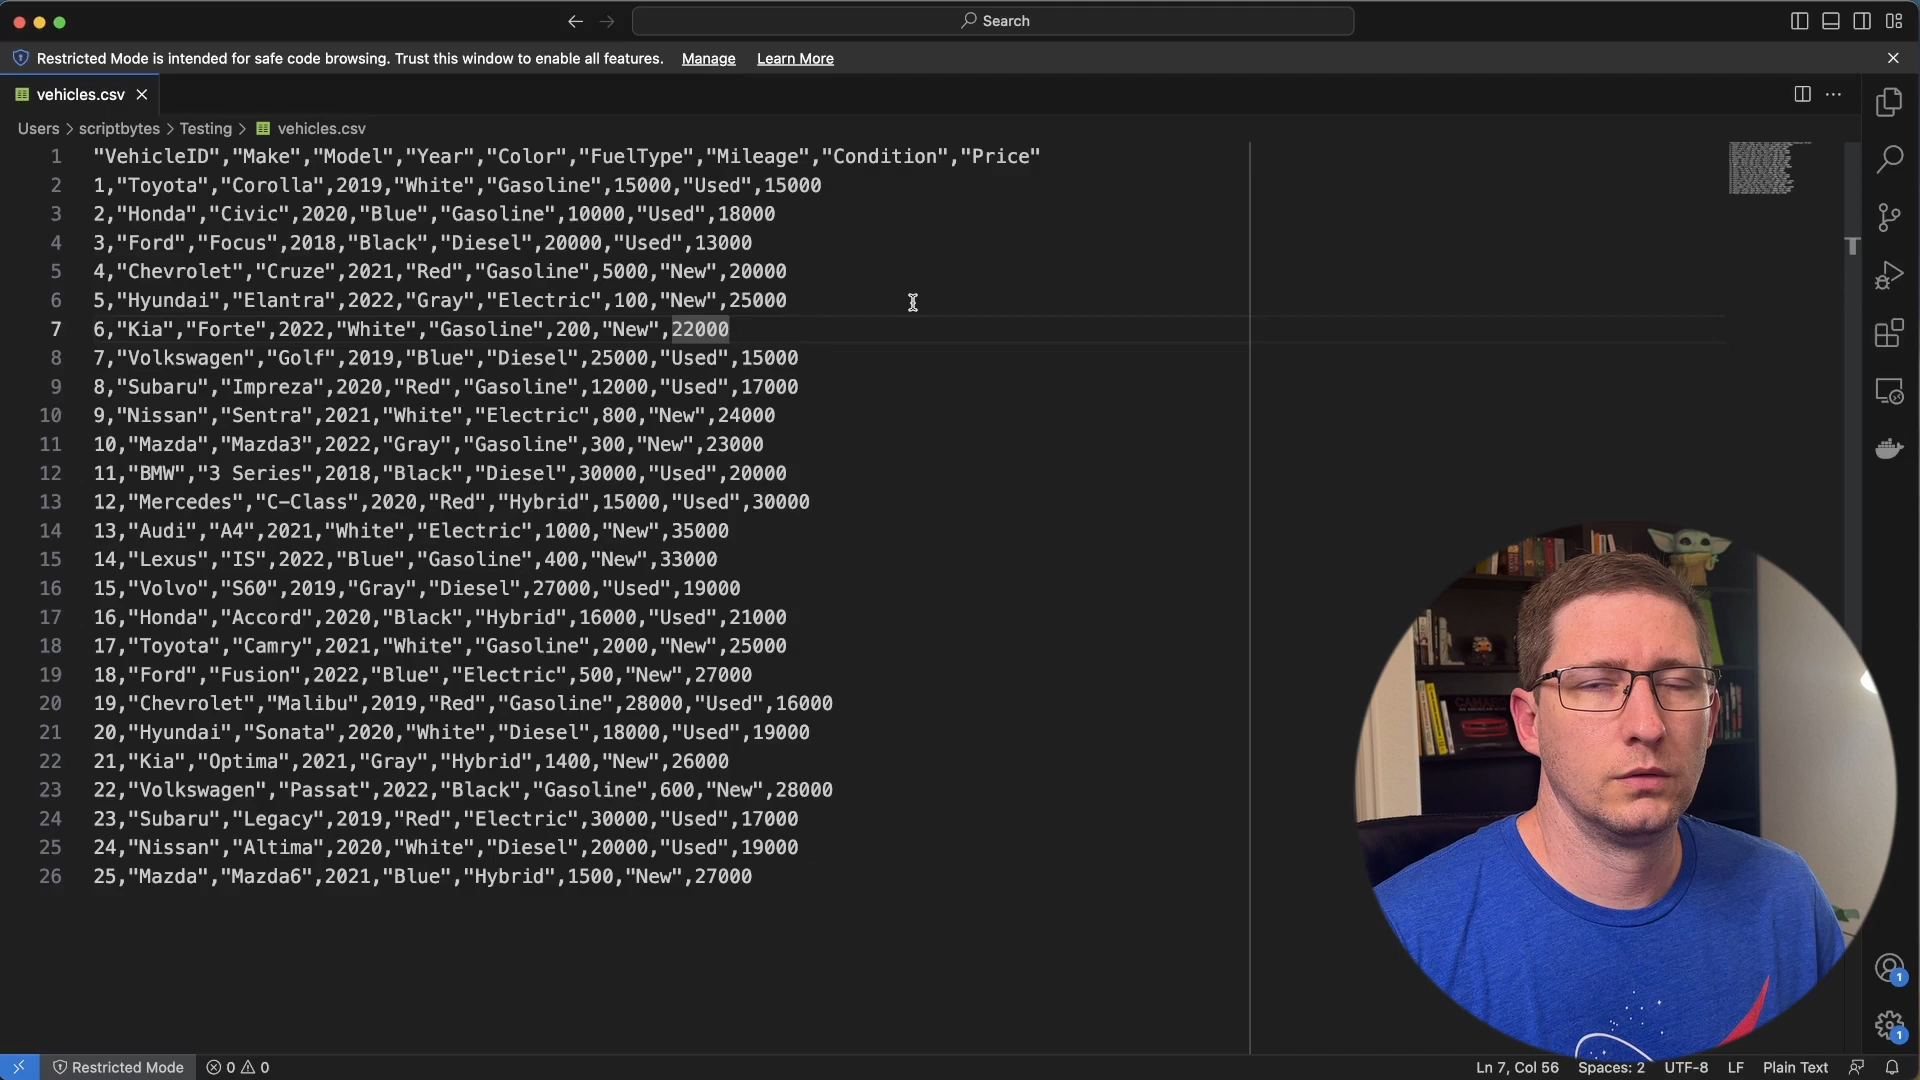 Search
Restricted Mode is intended for safe code browsing. Trust this window to enable all features. Manage Learn More
vehicles.csv
Users > scriptbytes > Testing > vehicles.csv
1 "VehicleID","Make","Model","Year","Color","FuelType","Mileage","Condition","Price"
2 1,"Toyota","Corolla",2019,"White","Gasoline",15000,"Used",15000
3 2,"Honda","Civic",2020,"Blue","Gasoline",10000,"Used",18000
4 3,"Ford","Focus",2018,"Black","Diesel",20000,"Used",13000
5 4,"Chevrolet","Cruze",2021,"Red","Gasoline",5000,"New",20000
6 5,"Hyundai","Elantra",2022,"Gray","Electric",100,"New",25000
7 6,"Kia","Forte",2022,"White","Gasoline",200,"New",22000
8 7,"Volkswagen","Golf",2019,"Blue","Diesel",25000,"Used",15000
9 8,"Subaru","Impreza",2020,"Red","Gasoline",12000,"Used",17000
10 9,"Nissan","Sentra",2021,"White","Electric",800,"New",24000
11 10,"Mazda","Mazda3",2022,"Gray","Gasoline",300,"New",23000
12 11,"BMW","3 Series",2018,"Black","Diesel",30000,"Used",20000
13 12,"Mercedes","C-Class",2020,"Red","Hybrid",15000,"Used",30000
14 13,"Audi","A4",2021,"White","Electric",1000,"New",35000
15 14,"Lexus","IS",2022,"Blue","Gasoline",400,"New",33000
16 15,"Volvo","S60",2019,"Gray","Diesel",27000,"Used",19000
17 16,"Honda","Accord",2020,"Black","Hybrid",16000,"Used",21000
18 17,"Toyota","Camry",2021,"White","Gasoline",2000,"New",25000
19 18,"Ford","Fusion",2022,"Blue","Electric",500,"New",27000
20 19,"Chevrolet","Malibu",2019,"Red","Gasoline",28000,"Used",16000
21 20,"Hyundai","Sonata",2020,"White","Diesel",18000,"Used",19000
22 21,"Kia","Optima",2021,"Gray","Hybrid",1400,"New",26000
23 22,"Volkswagen","Passat",2022,"Black","Gasoline",600,"New",28000
24 23,"Subaru","Legacy",2019,"Red","Electric",30000,"Used",17000
25 24,"Nissan","Altima",2020,"White","Diesel",20000,"Used",19000
26 25,"Mazda","Mazda6",2021,"Blue","Hybrid",1500,"New",27000
CAMARO
1
1
Restricted Mode 0 0 Ln 7, Col 56 Spaces: 2 UTF-8 LF Plain Text